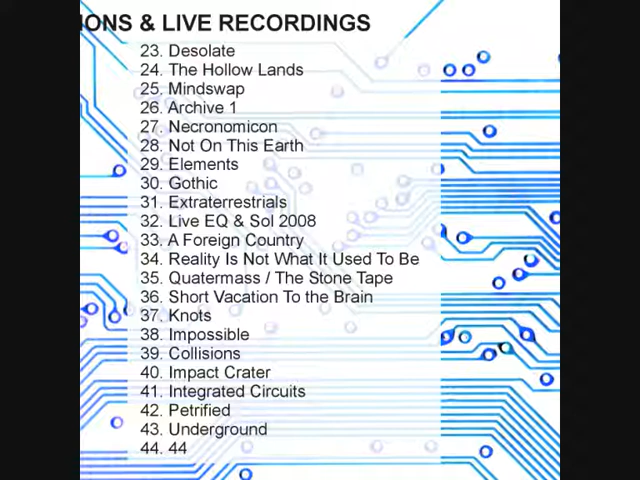 IONS & LIVE RECORDINGS
23. Desolate
24. The Hollow Lands
25. Mindswap
26. Archive 1
27. Necronomicon
28. Not On This Earth
29. Elements
30. Gothic
31. Extraterrestrials
32. Live EQ & Sol 2008
33. A Foreign Country
34. Reality Is Not What It Used To Be
35. Quatermass / The Stone Tape
36. Short Vacation To the Brain
37. Knots
38. Impossible
39. Collisions
40. Impact Crater
41. Integrated Circuits
42. Petrified
43. Underground
44. 44